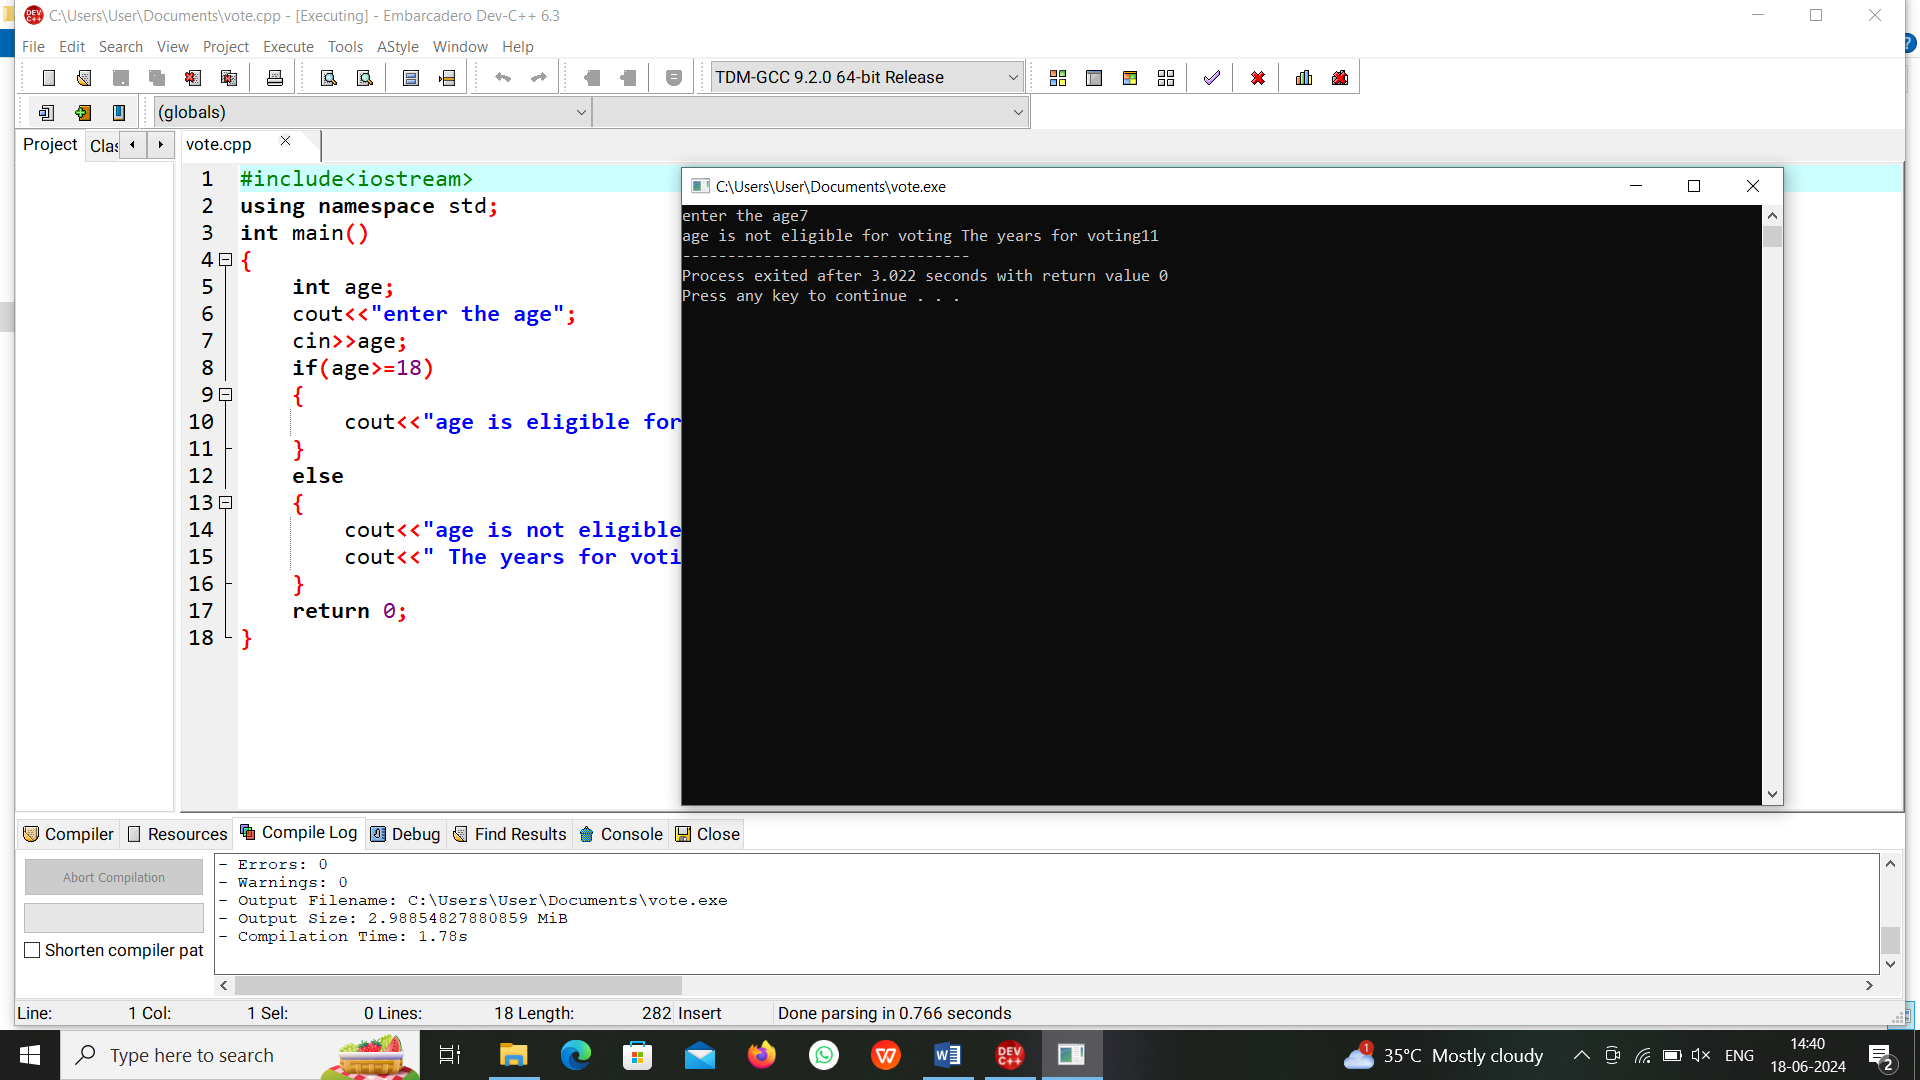 C:\Users\User\Documents\vote.cpp - [Executing] - Embarcadero Dev-C++ 6.3
File Edit Search View Project Execute Tools AStyle Window Help
TDM-GCC 9.2.0 64-bit Release
(globals)
Project Clas vote.cpp
1 #include<iostream>
2 using namespace std;
3 int main()
4 {
5 int age;
6 cout<<"enter the age";
7 cin>>age;
8 if(age>=18)
9 {
10 cout<<"age is eligible for
11 }
12 else
13 {
14 cout<<"age is not eligible
15 cout<<" The years for voti
16 }
17 return 0;
18 }
C:\Users\User\Documents\vote.exe
enter the age7
age is not eligible for voting The years for voting11
--------------------------------
Process exited after 3.022 seconds with return value 0
Press any key to continue . . .
Compiler Resources Compile Log Debug Find Results Console Close
Abort Compilation
Shorten compiler pat
- Errors: 0
- Warnings: 0
- Output Filename: C:\Users\User\Documents\vote.exe
- Output Size: 2.98854827880859 MiB
- Compilation Time: 1.78s
Line: 1 Col: 1 Sel: 0 Lines: 18 Length: 282 Insert Done parsing in 0.766 seconds
Type here to search
DEV C++
1
35°C Mostly cloudy
ENG
14:40
18-06-2024
2